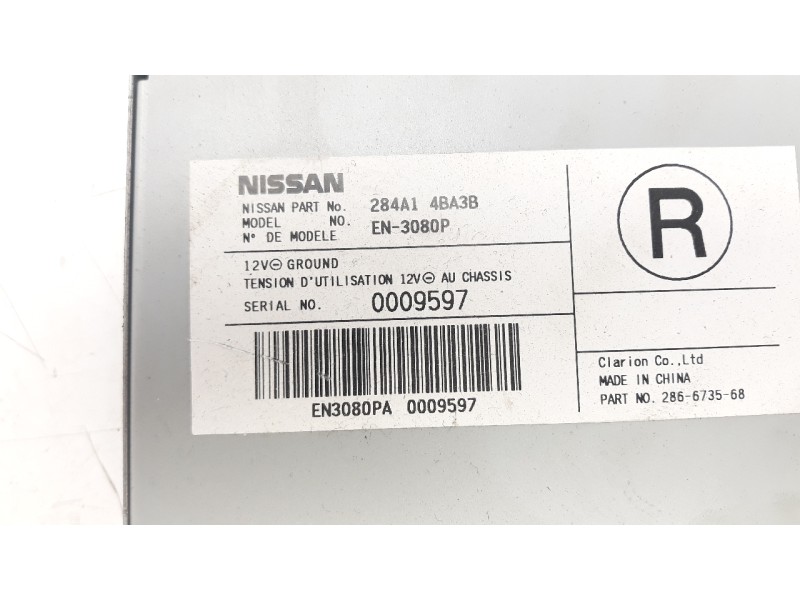 NISSAN
NISSAN PART No. 284A1 4BA3B
MODEL NO. EN-3080P
N° DE MODELE
12V⊖ GROUND
TENSION D'UTILISATION 12V⊖ AU CHASSIS
SERIAL NO. 0009597
EN3080PA 0009597
R
Clarion Co.,Ltd
MADE IN CHINA
PART NO. 286-6735-68